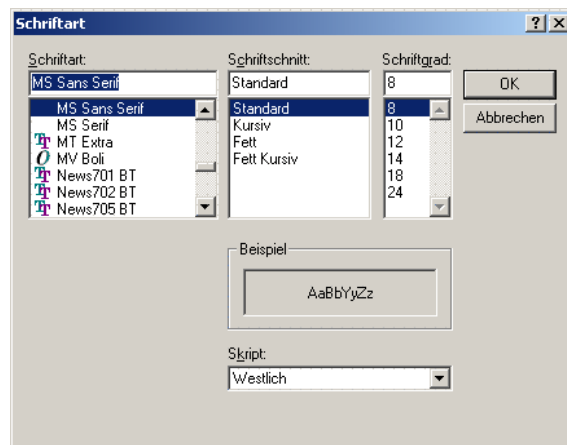 Schriftart
Schriftart:
MS Sans Serif
MS Sans Serif
MS Serif
MT Extra
MV Boli
News701 BT
News702 BT
News705 BT
Schriftschnitt:
Standard
Standard
Kursiv
Fett
Fett Kursiv
Schriftgrad:
8
8
10
12
14
18
24
OK
Abbrechen
Beispiel
AaBbYyZz
Skript:
Westlich